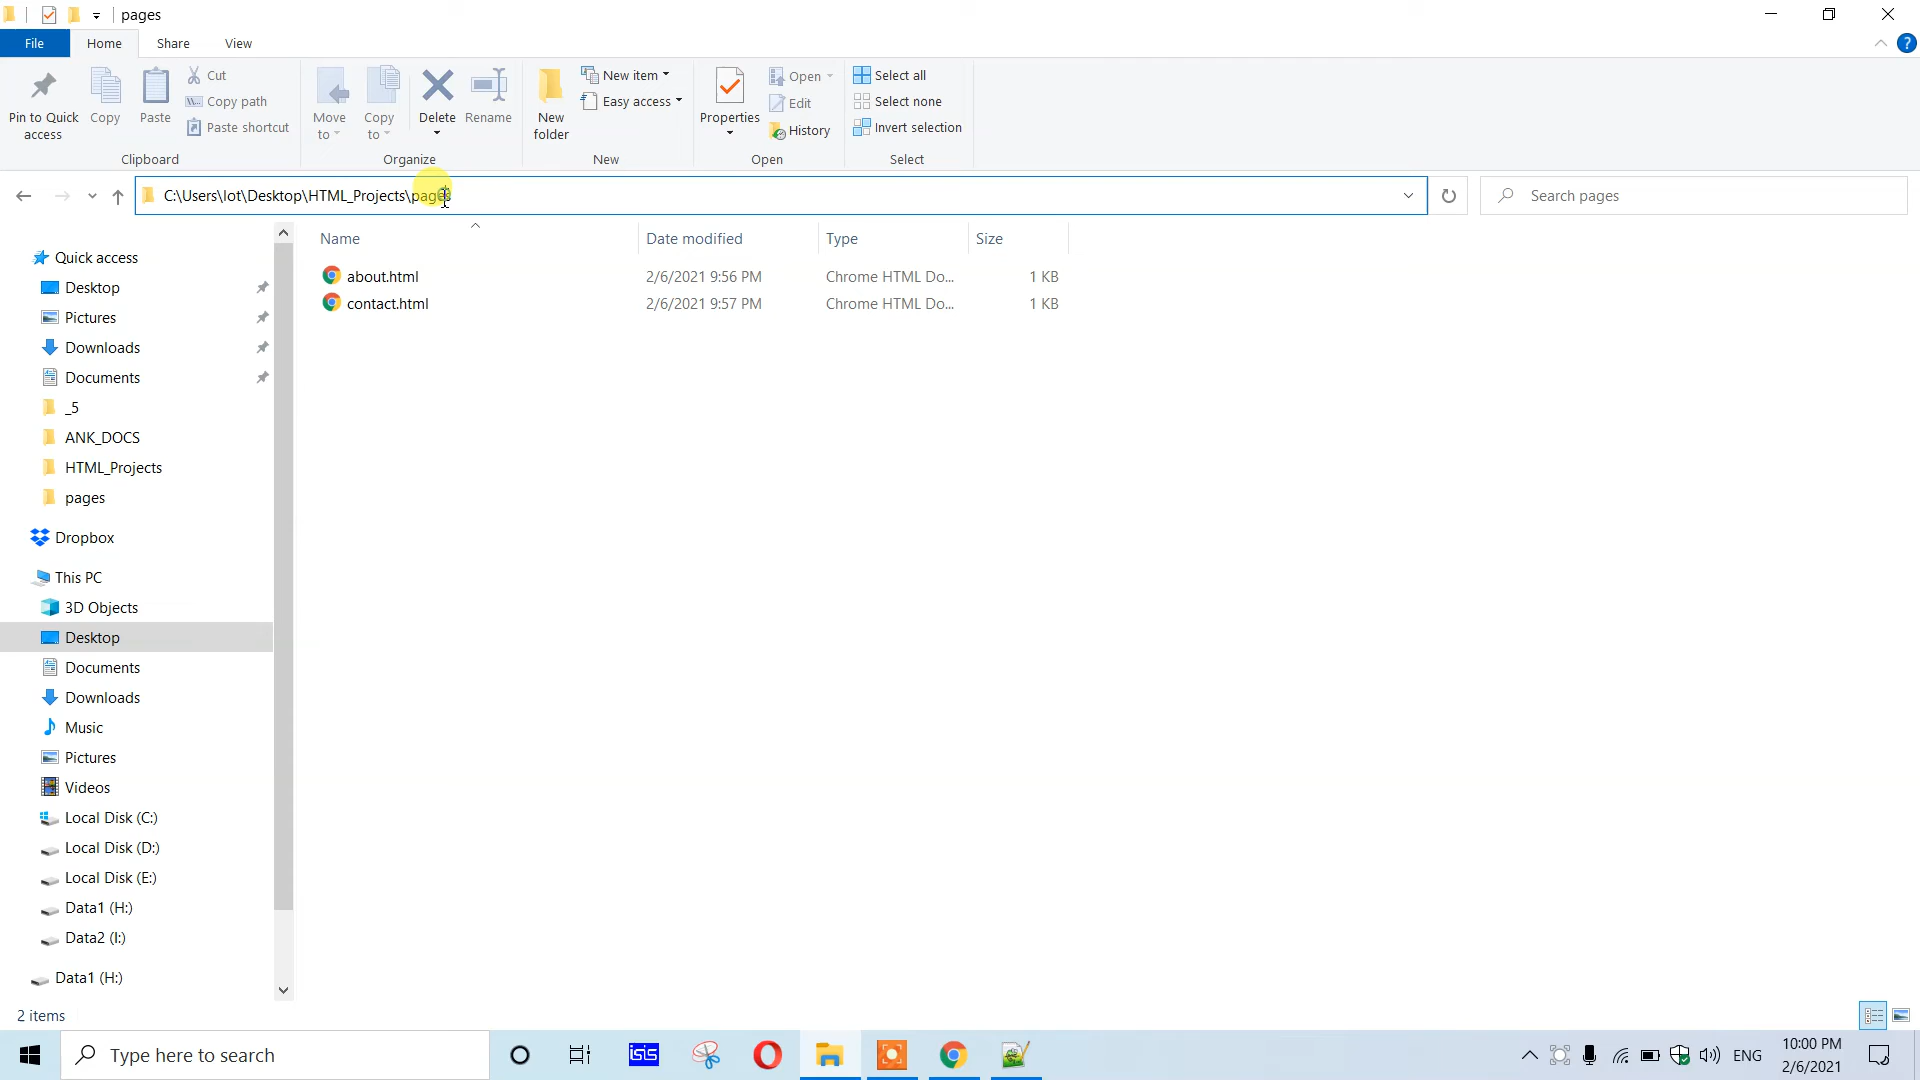 pages
File Home Share View
Pin to Quick access
Copy
Paste
Cut
Copy path
Paste shortcut
Clipboard
Move to
Copy to
Delete
Rename
Organize
New folder
New item
Easy access
New
Properties
Open
Edit
History
Open
Select all
Select none
Invert selection
Select
C:\Users\Iot\Desktop\HTML_Projects\pages
Search pages
Name Date modified Type Size
about.html 2/6/2021 9:56 PM Chrome HTML Do... 1 KB
contact.html 2/6/2021 9:57 PM Chrome HTML Do... 1 KB
Quick access
Desktop
Pictures
Downloads
Documents
_5
ANK_DOCS
HTML_Projects
pages
Dropbox
This PC
3D Objects
Desktop
Documents
Downloads
Music
Pictures
Videos
Local Disk (C:)
Local Disk (D:)
Local Disk (E:)
Data1 (H:)
Data2 (I:)
Data1 (H:)
2 items
Type here to search
isis
ENG
10:00 PM
2/6/2021